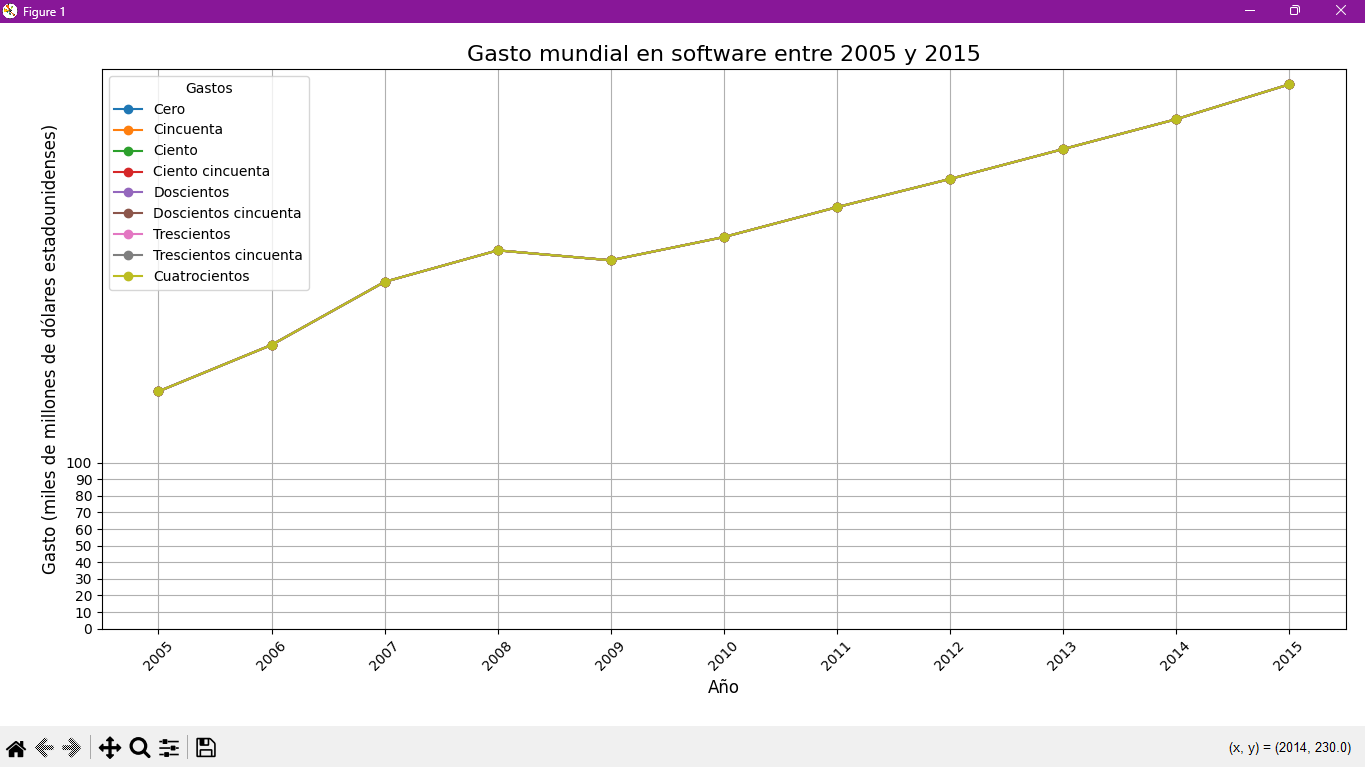 Figure 1
Gasto mundial en software entre 2005 y 2015
Gastos
Cero
Cincuenta
Ciento
Ciento cincuenta
Doscientos
Doscientos cincuenta
Trescientos
Trescientos cincuenta
Cuatrocientos
Gasto (miles de millones de dólares estadounidenses)
100
90
80
70
60
50
40
30
20
10
0
2005 2006 2007 2008 2009 2010 2011 2012 2013 2014 2015
Año
(x, y) = (2014, 230.0)